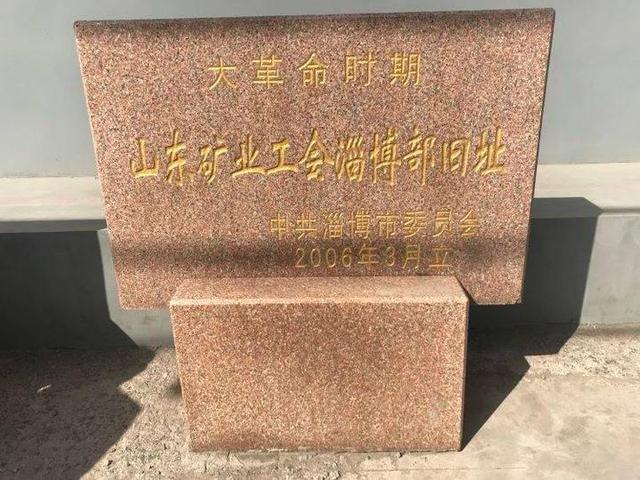 大革命时期
山东矿业工会淄博部旧址
中共淄博市委员会
2006年3月立